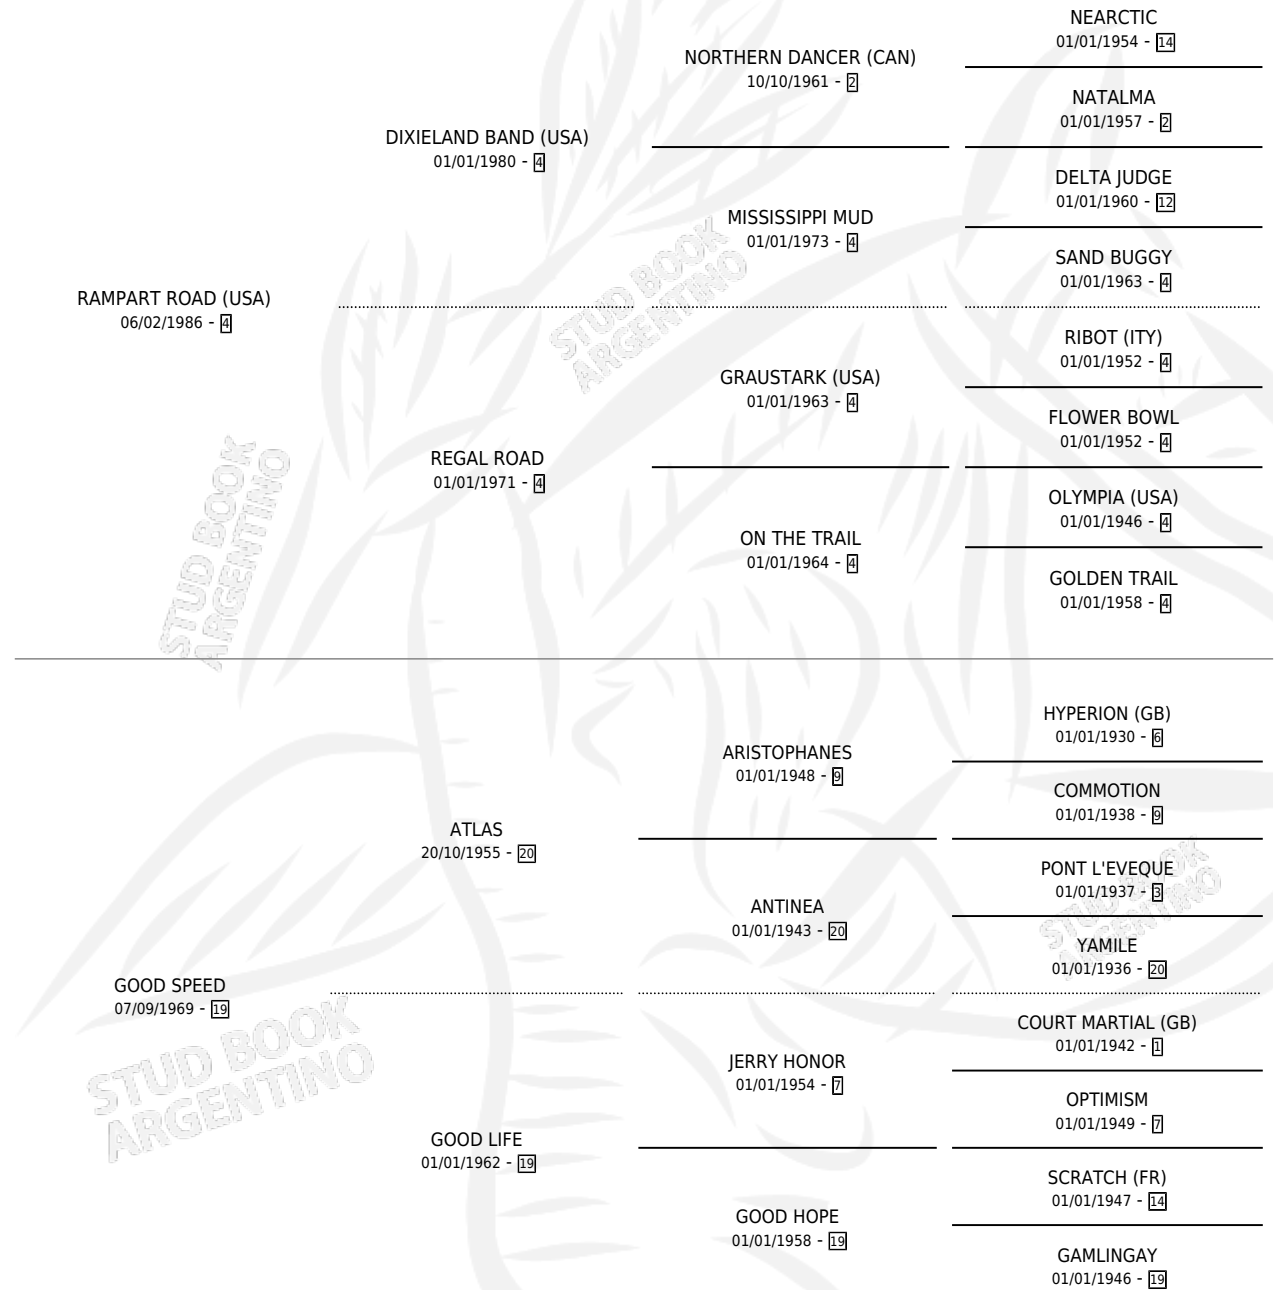 NEARCTIC
01/01/1954 - 14
NORTHERN DANCER (CAN)
10/10/1961 - 2
NATALMA
01/01/1957 - 2
DIXIELAND BAND (USA)
01/01/1980 - 4
DELTA JUDGE
01/01/1960 - 12
MISSISSIPPI MUD
01/01/1973 - 4
SAND BUGGY
01/01/1963 - 4
RAMPART ROAD (USA)
06/02/1986 - 4
RIBOT (ITY)
01/01/1952 - 4
GRAUSTARK (USA)
01/01/1963 - 4
FLOWER BOWL
01/01/1952 - 4
REGAL ROAD
01/01/1971 - 4
OLYMPIA (USA)
01/01/1946 - 4
ON THE TRAIL
01/01/1964 - 4
GOLDEN TRAIL
01/01/1958 - 4
HYPERION (GB)
01/01/1930 - 6
ARISTOPHANES
01/01/1948 - 9
COMMOTION
01/01/1938 - 9
ATLAS
20/10/1955 - 20
PONT L'EVEQUE
01/01/1937 - 3
ANTINEA
01/01/1943 - 20
YAMILE
01/01/1936 - 20
GOOD SPEED
07/09/1969 - 19
COURT MARTIAL (GB)
01/01/1942 - 1
JERRY HONOR
01/01/1954 - 7
OPTIMISM
01/01/1949 - 7
GOOD LIFE
01/01/1962 - 19
SCRATCH (FR)
01/01/1947 - 14
GOOD HOPE
01/01/1958 - 19
GAMLINGAY
01/01/1946 - 19
STUD BOOK
ARGENTINO
STUD BOOK
ARGENTINO
STUD BOOK
ARGENTINO
STUD BOOK
ARGENTINO